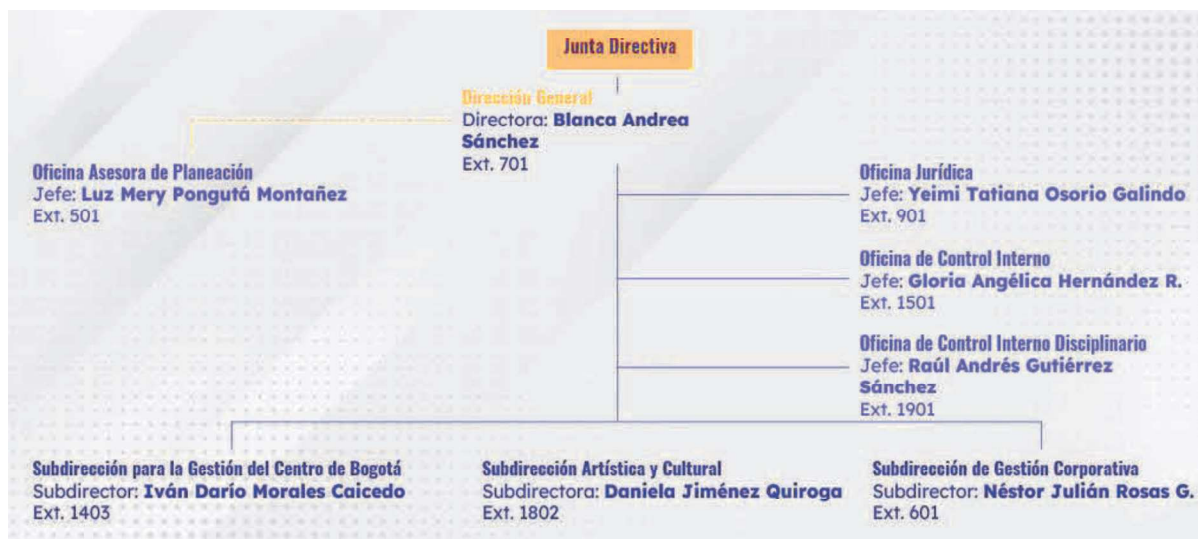 Junta Directiva
Dirección General
Directora: Blanca Andrea
Sánchez
Ext. 701
Oficina Asesora de Planeación
Jefe: Luz Mery Pongutá Montañez
Ext. 501
Oficina Jurídica
Jefe: Yeimi Tatiana Osorio Galindo
Ext. 901
Oficina de Control Interno
Jefe: Gloria Angélica Hernández R.
Ext. 1501
Oficina de Control Interno Disciplinario
Jefe: Raúl Andrés Gutiérrez
Sánchez
Ext. 1901
Subdirección para la Gestión del Centro de Bogotá
Subdirector: Iván Darío Morales Caicedo
Ext. 1403
Subdirección Artística y Cultural
Subdirectora: Daniela Jiménez Quiroga
Ext. 1802
Subdirección de Gestión Corporativa
Subdirector: Néstor Julián Rosas G.
Ext. 601